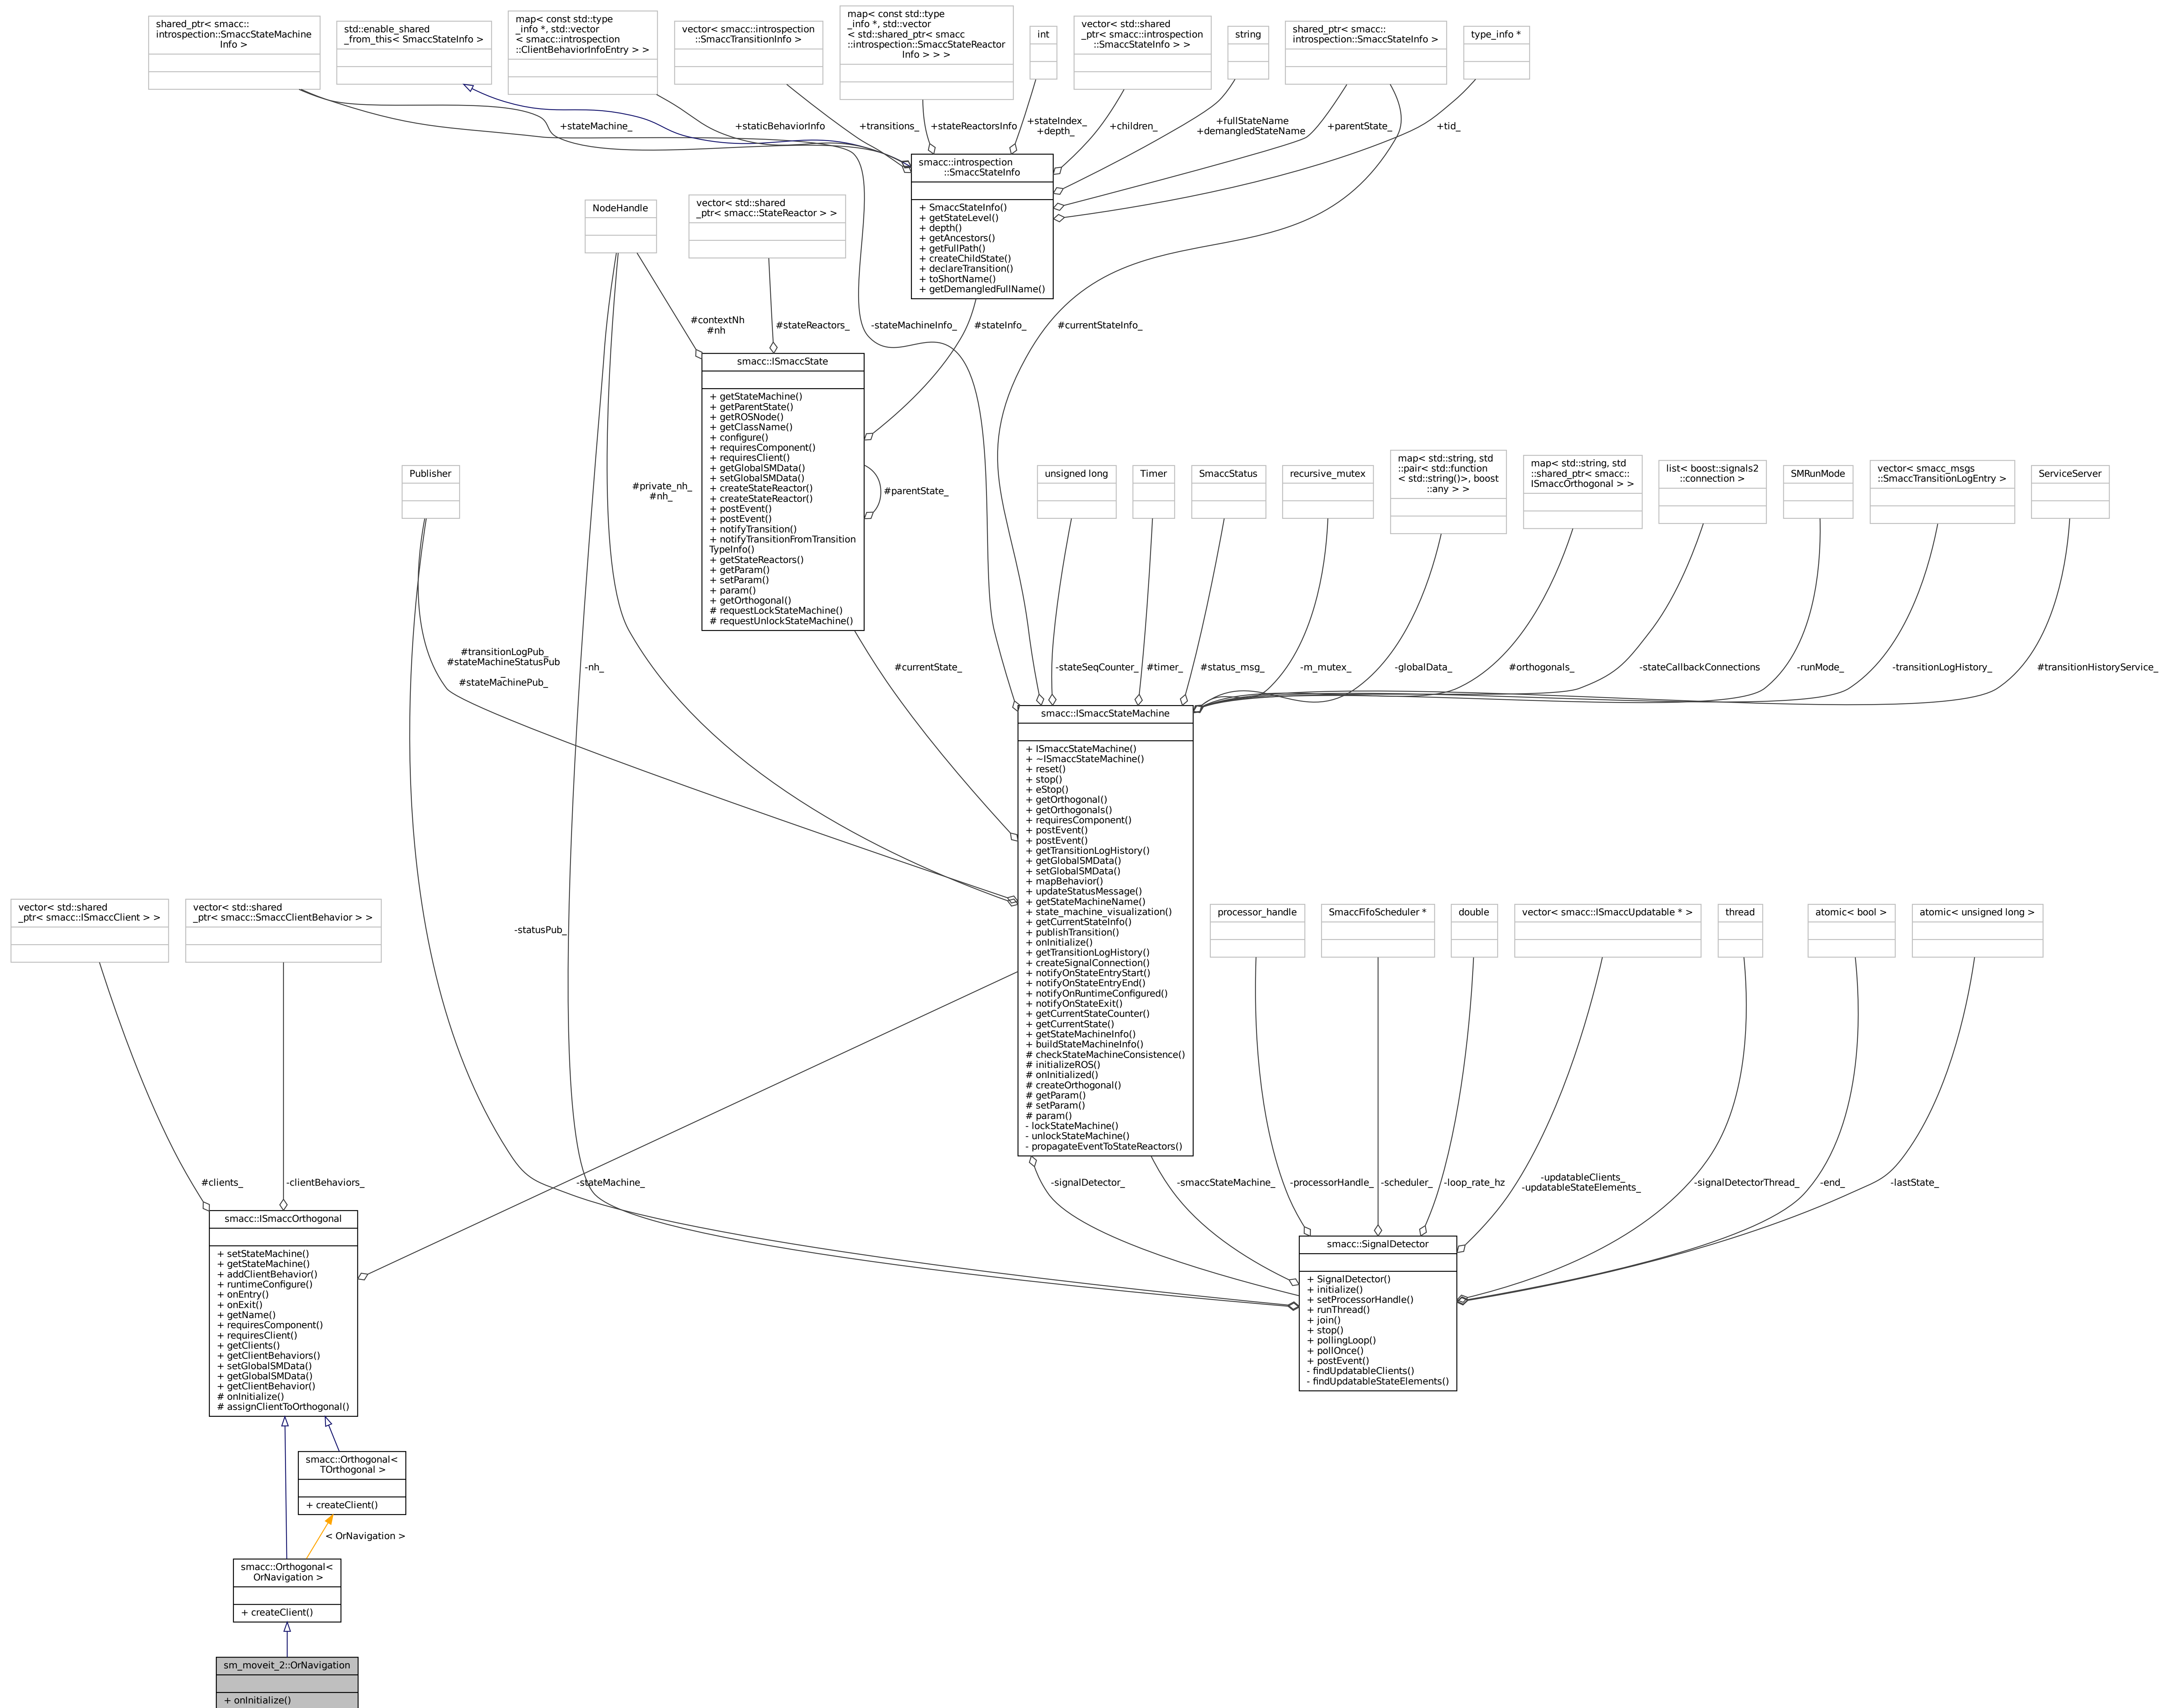 shared_ptr< smacc::
introspection::SmaccStateMachine
Info >
std::enable_shared
_from_this< SmaccStateInfo >
map< const std::type
_info *, std::vector
< smacc::introspection
::ClientBehaviorInfoEntry > >
vector< smacc::introspection
::SmaccTransitionInfo >
map< const std::type
_info *, std::vector
< std::shared_ptr< smacc
::introspection::SmaccStateReactor
Info > > >
int
vector< std::shared
_ptr< smacc::introspection
::SmaccStateInfo > >
string
shared_ptr< smacc::
introspection::SmaccStateInfo >
type_info *
+stateMachine_
+staticBehaviorInfo
+transitions_
+stateReactorsInfo
+stateIndex_
+depth_
+children_
+fullStateName
+demangledStateName
+parentState_
+tid_
smacc::introspection
::SmaccStateInfo
+ SmaccStateInfo()
+ getStateLevel()
+ depth()
+ getAncestors()
+ getFullPath()
+ createChildState()
+ declareTransition()
+ toShortName()
+ getDemangledFullName()
NodeHandle
vector< std::shared
_ptr< smacc::StateReactor > >
#contextNh
#nh
#stateReactors_
-stateMachineInfo_
#stateInfo_
#currentStateInfo_
smacc::ISmaccState
+ getStateMachine()
+ getParentState()
+ getROSNode()
+ getClassName()
+ configure()
+ requiresComponent()
+ requiresClient()
+ getGlobalSMData()
+ setGlobalSMData()
+ createStateReactor()
+ createStateReactor()
+ postEvent()
+ postEvent()
+ notifyTransition()
+ notifyTransitionFromTransition
TypeInfo()
+ getStateReactors()
+ getParam()
+ setParam()
+ param()
+ getOrthogonal()
# requestLockStateMachine()
# requestUnlockStateMachine()
#parentState_
Publisher
#private_nh_
#nh_
unsigned long
Timer
SmaccStatus
recursive_mutex
map< std::string, std
::pair< std::function
< std::string()>, boost
::any > >
map< std::string, std
::shared_ptr< smacc::
ISmaccOrthogonal > >
list< boost::signals2
::connection >
SMRunMode
vector< smacc_msgs
::SmaccTransitionLogEntry >
ServiceServer
#transitionLogPub_
#stateMachineStatusPub
_
#stateMachinePub_
-nh_
#currentState_
-stateSeqCounter_
#timer_
#status_msg_
-m_mutex_
-globalData_
#orthogonals_
-stateCallbackConnections
-runMode_
-transitionLogHistory_
#transitionHistoryService_
smacc::ISmaccStateMachine
+ ISmaccStateMachine()
+ ~ISmaccStateMachine()
+ reset()
+ stop()
+ eStop()
+ getOrthogonal()
+ getOrthogonals()
+ requiresComponent()
+ postEvent()
+ postEvent()
+ getTransitionLogHistory()
+ getGlobalSMData()
+ setGlobalSMData()
+ mapBehavior()
+ updateStatusMessage()
+ getStateMachineName()
+ state_machine_visualization()
+ getCurrentStateInfo()
+ publishTransition()
+ onInitialize()
+ getTransitionLogHistory()
+ createSignalConnection()
+ notifyOnStateEntryStart()
+ notifyOnStateEntryEnd()
+ notifyOnRuntimeConfigured()
+ notifyOnStateExit()
+ getCurrentStateCounter()
+ getCurrentState()
+ getStateMachineInfo()
+ buildStateMachineInfo()
# checkStateMachineConsistence()
# initializeROS()
# onInitialized()
# createOrthogonal()
# getParam()
# setParam()
# param()
- lockStateMachine()
- unlockStateMachine()
- propagateEventToStateReactors()
vector< std::shared
_ptr< smacc::ISmaccClient > >
vector< std::shared
_ptr< smacc::SmaccClientBehavior > >
-statusPub_
processor_handle
SmaccFifoScheduler *
double
vector< smacc::ISmaccUpdatable * >
thread
atomic< bool >
atomic< unsigned long >
#clients_
-clientBehaviors_
-stateMachine_
-signalDetector_
-smaccStateMachine_
-processorHandle_
-scheduler_
-loop_rate_hz
-updatableClients_
-updatableStateElements_
-signalDetectorThread_
-end_
-lastState_
smacc::ISmaccOrthogonal
+ setStateMachine()
+ getStateMachine()
+ addClientBehavior()
+ runtimeConfigure()
+ onEntry()
+ onExit()
+ getName()
+ requiresComponent()
+ requiresClient()
+ getClients()
+ getClientBehaviors()
+ setGlobalSMData()
+ getGlobalSMData()
+ getClientBehavior()
# onInitialize()
# assignClientToOrthogonal()
smacc::SignalDetector
+ SignalDetector()
+ initialize()
+ setProcessorHandle()
+ runThread()
+ join()
+ stop()
+ pollingLoop()
+ pollOnce()
+ postEvent()
- findUpdatableClients()
- findUpdatableStateElements()
smacc::Orthogonal<
TOrthogonal >
+ createClient()
< OrNavigation >
smacc::Orthogonal<
OrNavigation >
+ createClient()
sm_moveit_2::OrNavigation
+ onInitialize()